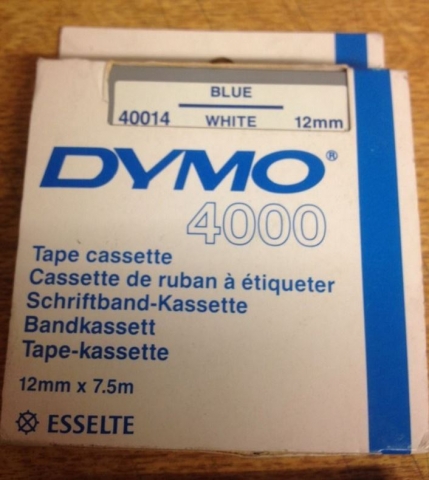 BLUE
40014 WHITE 12mm
DYMO®
4000
Tape cassette
Cassette de ruban à étiqueter
Schriftband-Kassette
Bandkassett
Tape-kassette
12mm x 7.5m
ESSELTE